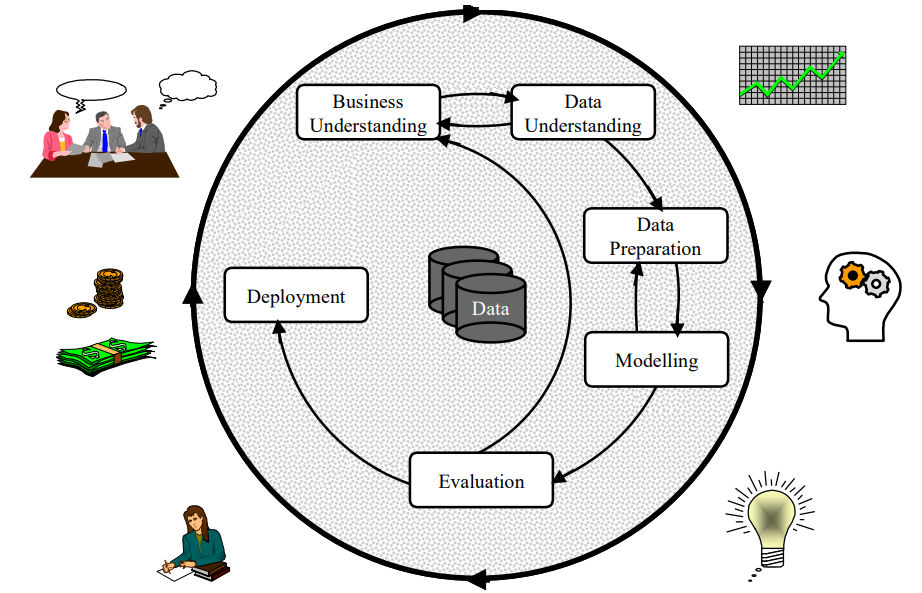 Business
Understanding
Data
Understanding
Data
Preparation
Deployment
Data
Modelling
Evaluation